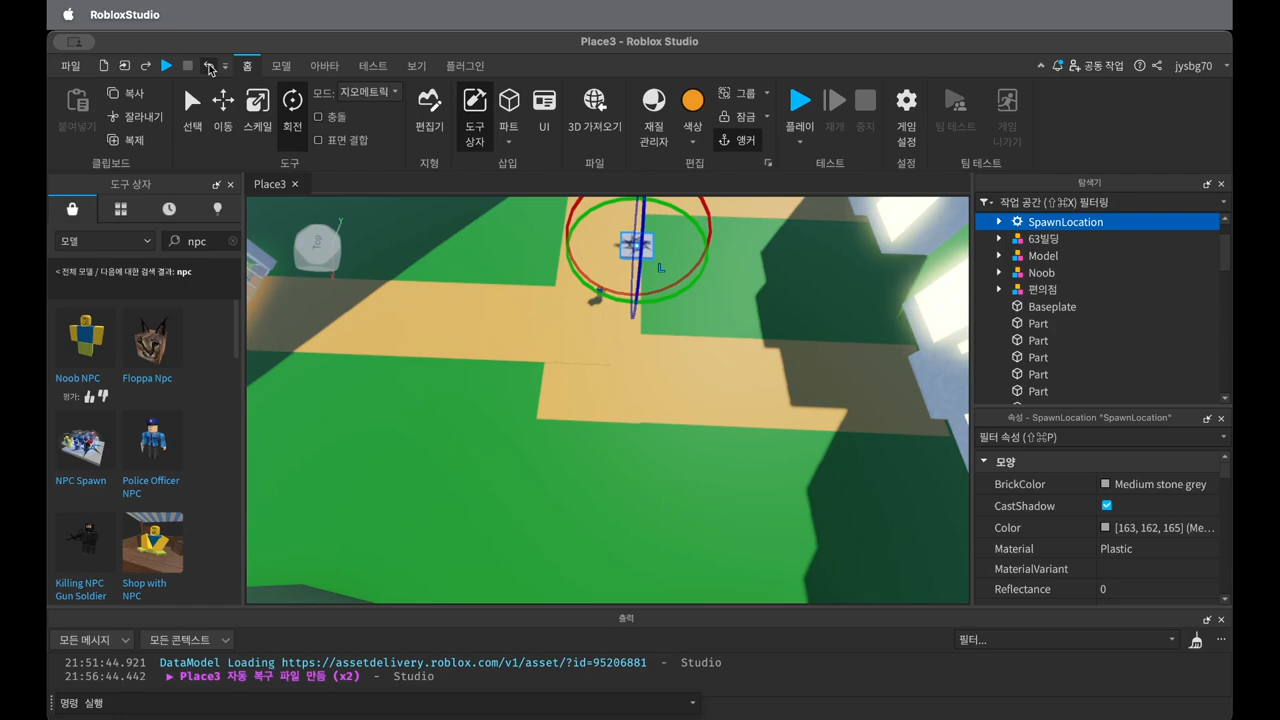 RobloxStudio
Place3 - Roblox Studio
파일
홈
모델
아바타
테스트
보기
플러그인
공동 작업
jysbg70
붙여넣기
복사
잘라내기
복제
클립보드
선택
이동
스케일
회전
모드:
지오메트릭
충돌
표면 결합
도구
편집기
지형
도구
상자
파트
UI
삽입
3D 가져오기
파일
재질
관리자
색상
그룹
잠금
앵커
편집
플레이
재개
중지
테스트
게임
설정
설정
팀 테스트
게임
나가기
팀 테스트
도구 상자
모델
npc
< 전체 모델 / 다음에 대한 검색 결과: npc
Noob NPC
평가:
Floppa Npc
NPC Spawn
Police Officer
NPC
Killing NPC
Gun Soldier
Shop with
NPC
Place3
Top
y
L
탐색기
작업 공간 (⇧⌘X) 필터링
SpawnLocation
63빌딩
Model
Noob
편의점
Baseplate
Part
Part
Part
Part
Part
속성 - SpawnLocation "SpawnLocation"
필터 속성 (⇧⌘P)
모양
BrickColor
Medium stone grey
CastShadow
Color
[163, 162, 165] (Me...
Material
Plastic
MaterialVariant
Reflectance
0
출력
모든 메시지
모든 콘텍스트
필터...
21:51:44.921 DataModel Loading https://assetdelivery.roblox.com/v1/asset/?id=95206881 - Studio
21:56:44.442 ▶ Place3 자동 복구 파일 만듬 (x2) - Studio
명령 실행